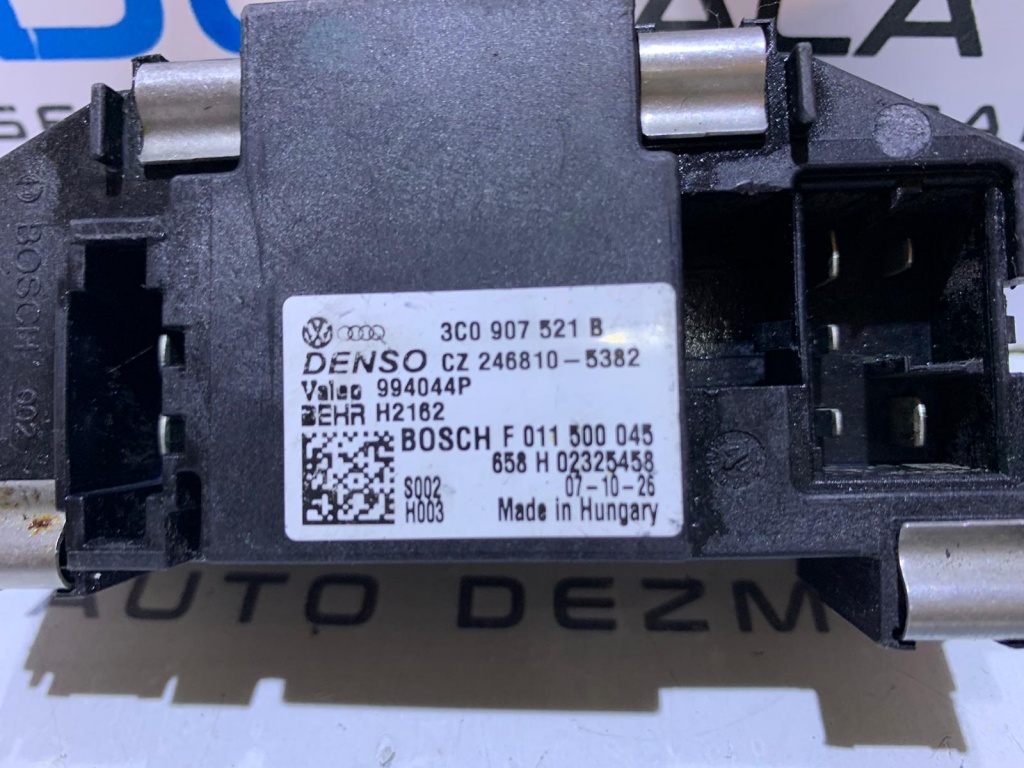 3C0 907 521 B
DENSO CZ 246810-5382
Valeo 994044P
BEHR H2162
BOSCH F 011 500 045
658 H 02325458
S002 07-10-26
H003 Made in Hungary
BOSCH 002
AUTO DEZM